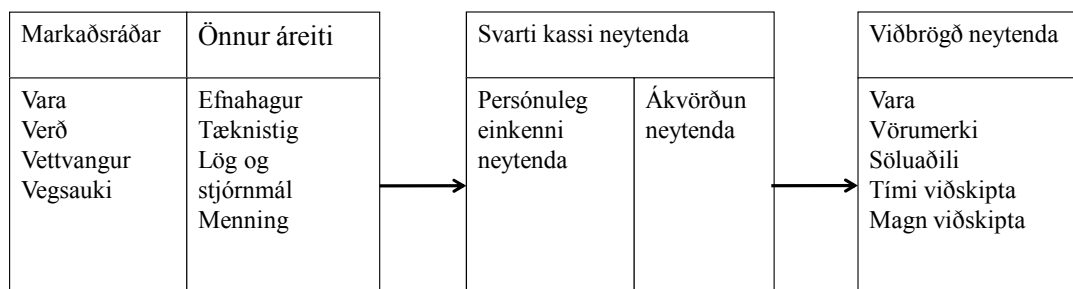 Markaðsráðar
Önnur áreiti
Svarti kassi neytenda
Viðbrögð neytenda
Vara
Verð
Vettvangur
Vegsauki
Efnahagur
Tæknistig
Lög og
stjórnmál
Menning
Persónuleg
einkenni
neytenda
Ákvörðun
neytenda
Vara
Vörumerki
Söluaðili
Tími viðskipta
Magn viðskipta